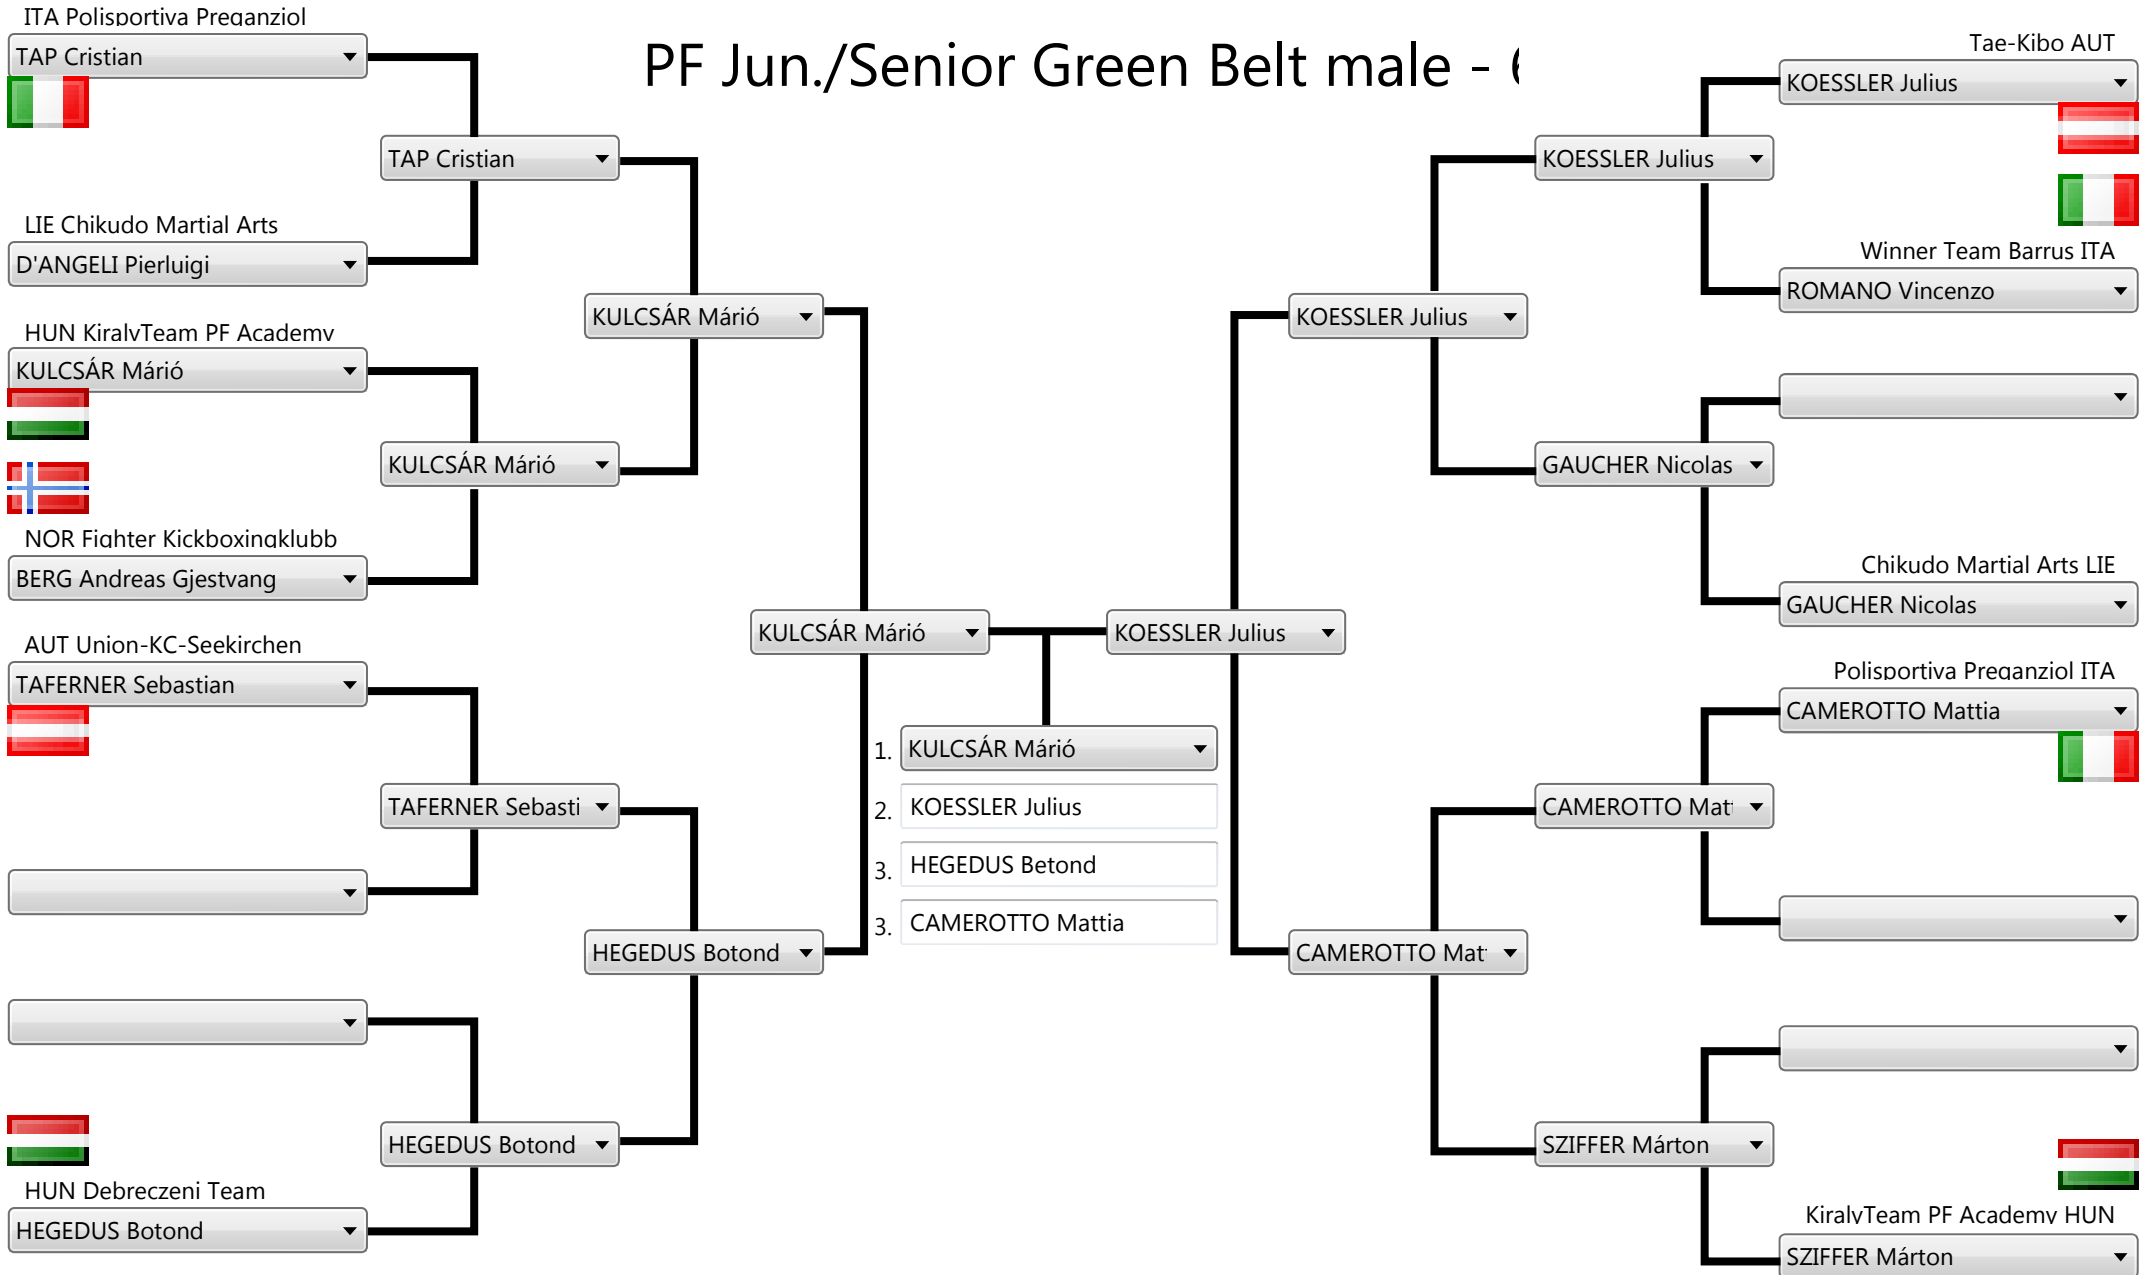 ITA Polisportiva Preganziol
TAP Cristian
PF Jun./Senior Green Belt male -
Tae-Kibo AUT
KOESSLER Julius
TAP Cristian
KOESSLER Julius
LIE Chikudo Martial Arts
D'ANGELI Pierluigi
Winner Team Barrus ITA
ROMANO Vincenzo
KULCSÁR Márió
KOESSLER Julius
HUN KiralyTeam PF Academy
KULCSÁR Márió
KULCSÁR Márió
GAUCHER Nicolas
NOR Fighter Kickboxingklubb
BERG Andreas Gjestvang
Chikudo Martial Arts LIE
GAUCHER Nicolas
KULCSÁR Márió
KOESSLER Julius
AUT Union-KC-Seekirchen
TAFERNER Sebastian
Polisportiva Preganziol ITA
CAMEROTTO Mattia
1. KULCSÁR Márió
2. KOESSLER Julius
3. HEGEDUS Betond
3. CAMEROTTO Mattia
TAFERNER Sebasti
CAMEROTTO Mat
HEGEDUS Botond
CAMEROTTO Mat
HEGEDUS Botond
SZIFFER Márton
HUN Debreczeni Team
HEGEDUS Botond
KiralyTeam PF Academy HUN
SZIFFER Márton